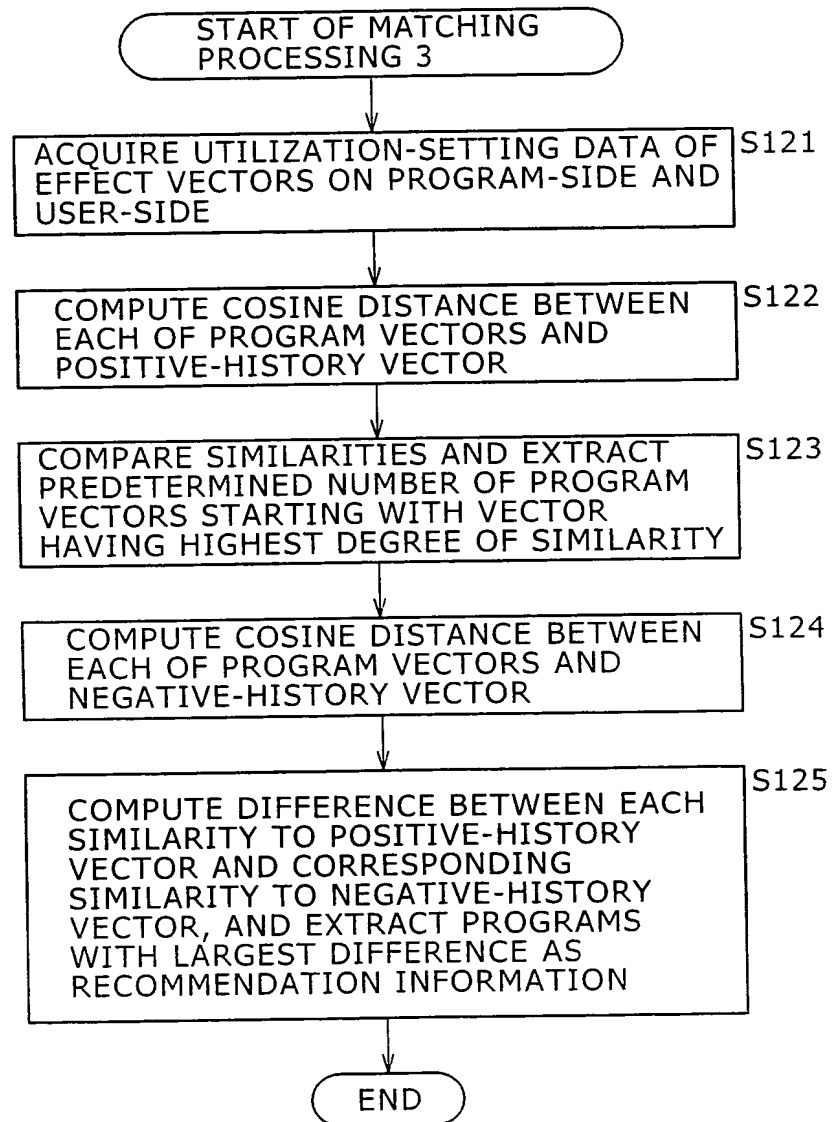 START OF MATCHING
PROCESSING 3
S121
ACQUIRE UTILIZATION-SETTING DATA OF
EFFECT VECTORS ON PROGRAM-SIDE AND
USER-SIDE
S122
COMPUTE COSINE DISTANCE BETWEEN
EACH OF PROGRAM VECTORS AND
POSITIVE-HISTORY VECTOR
S123
COMPARE SIMILARITIES AND EXTRACT
PREDETERMINED NUMBER OF PROGRAM
VECTORS STARTING WITH VECTOR
HAVING HIGHEST DEGREE OF SIMILARITY
S124
COMPUTE COSINE DISTANCE BETWEEN
EACH OF PROGRAM VECTORS AND
NEGATIVE-HISTORY VECTOR
S125
COMPUTE DIFFERENCE BETWEEN EACH
SIMILARITY TO POSITIVE-HISTORY
VECTOR AND CORRESPONDING
SIMILARITY TO NEGATIVE-HISTORY
VECTOR, AND EXTRACT PROGRAMS
WITH LARGEST DIFFERENCE AS
RECOMMENDATION INFORMATION
END